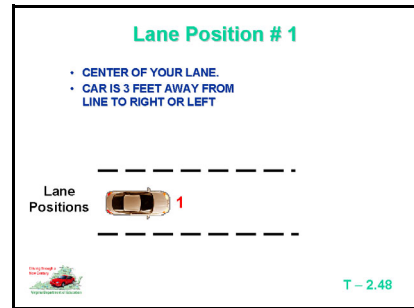 Lane Position # 1
• CENTER OF YOUR LANE.
• CAR IS 3 FEET AWAY FROM
LINE TO RIGHT OR LEFT
Lane
Positions
1
T – 2.48